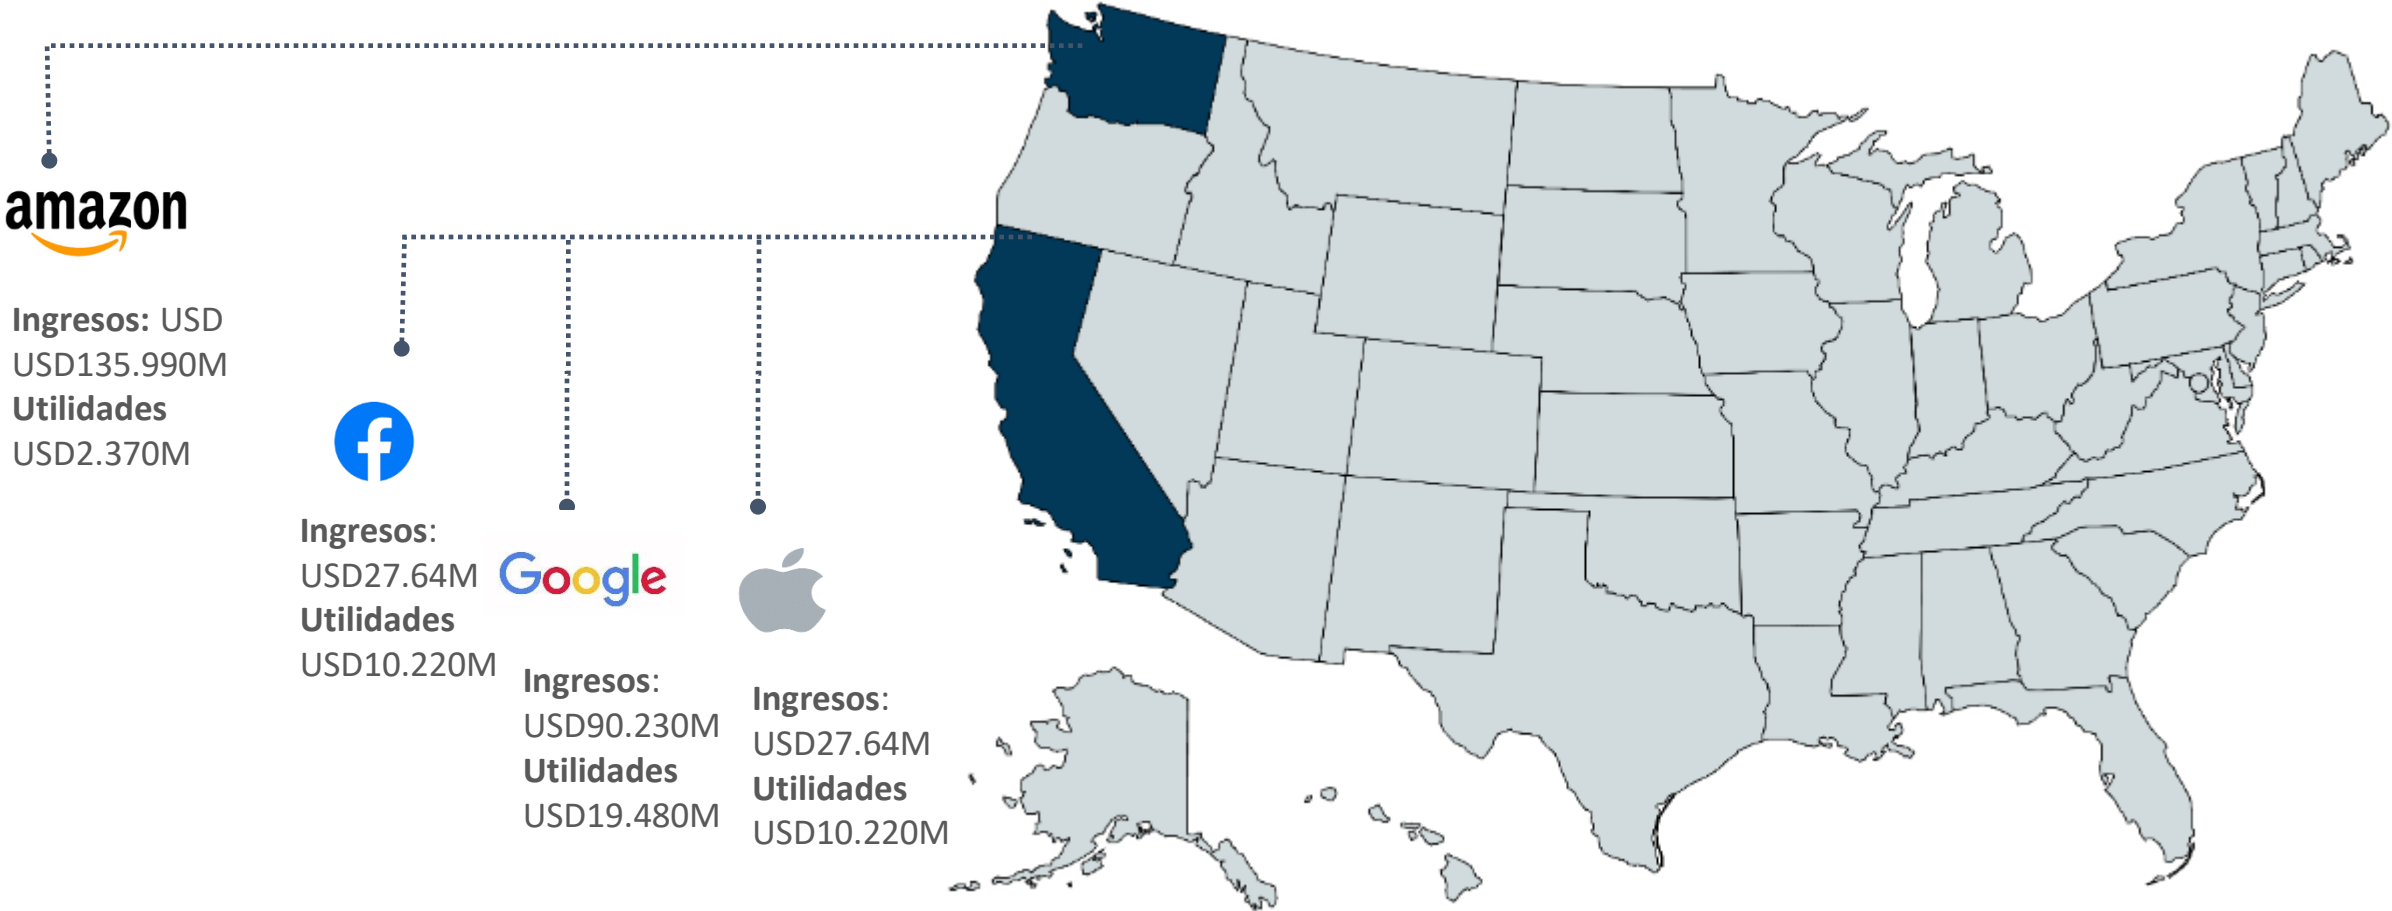 amazon
Ingresos: USD
USD135.990M
Utilidades
USD2.370M
Ingresos:
USD27.64M
Utilidades
USD10.220M
Google
Ingresos:
USD90.230M
Utilidades
USD19.480M
Ingresos:
USD27.64M
Utilidades
USD10.220M